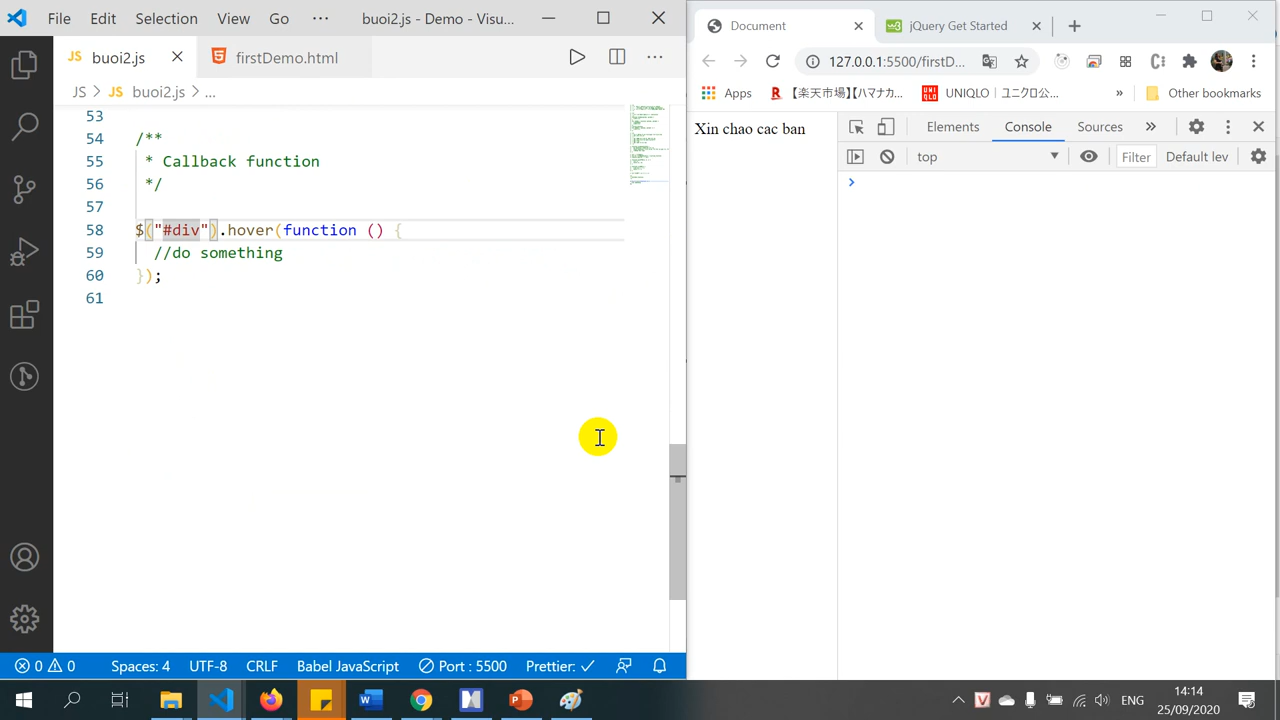 File Edit Selection View Go ··· buoi2.js - Demo - Visu...
JS buoi2.js firstDemo.html ···
JS > JS buoi2.js > ...
53
54 /**
55 * Callback function
56 */
57
58 $("#div").hover(function () {
59 //do something
60 });
61
0 0 Spaces: 4 UTF-8 CRLF Babel JavaScript Port : 5500 Prettier: ✓
Document jQuery Get Started
127.0.0.1:5500/firstD...
Apps 【楽天市場】【ハマナカ... UNIQLO | ユニクロ公... » Other bookmarks
Xin chao cac ban
Elements Console Sources
top Filter Default lev
ENG 14:14
25/09/2020